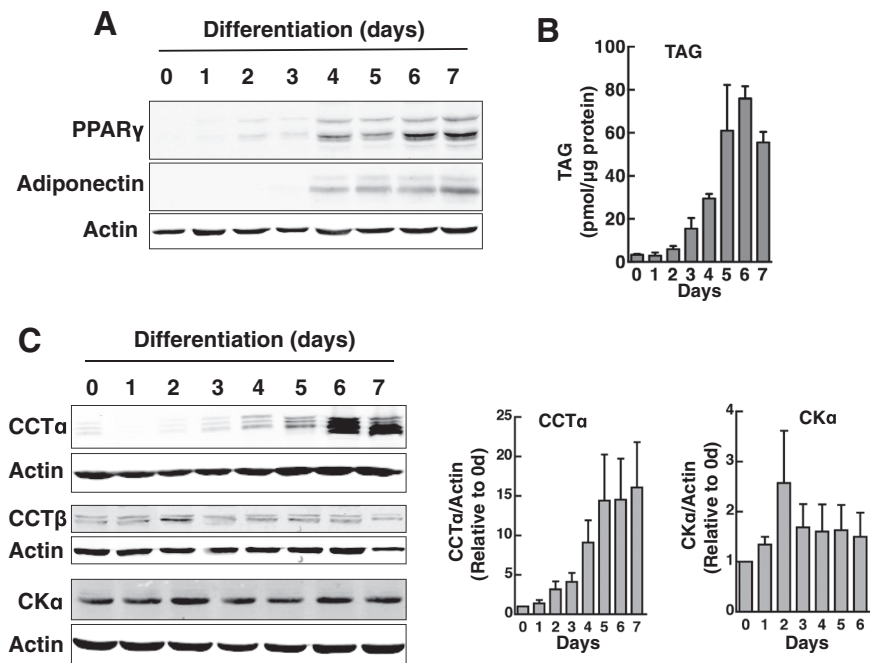 A
Differentiation (days)
0 1 2 3 4 5 6 7
PPARγ
Adiponectin
Actin
B
TAG
100
80
60
40
20
0
TAG
(pmol/µg protein)
0 1 2 3 4 5 6 7
Days
C
Differentiation (days)
0 1 2 3 4 5 6 7
CCTα
Actin
CCTβ
Actin
CKα
Actin
CCTα
25
20
15
10
5
0
CCTα/Actin
(Relative to 0d)
0 1 2 3 4 5 6 7
Days
CKα
4
3
2
1
0
CKα/Actin
(Relative to 0d)
0 1 2 3 4 5 6
Days